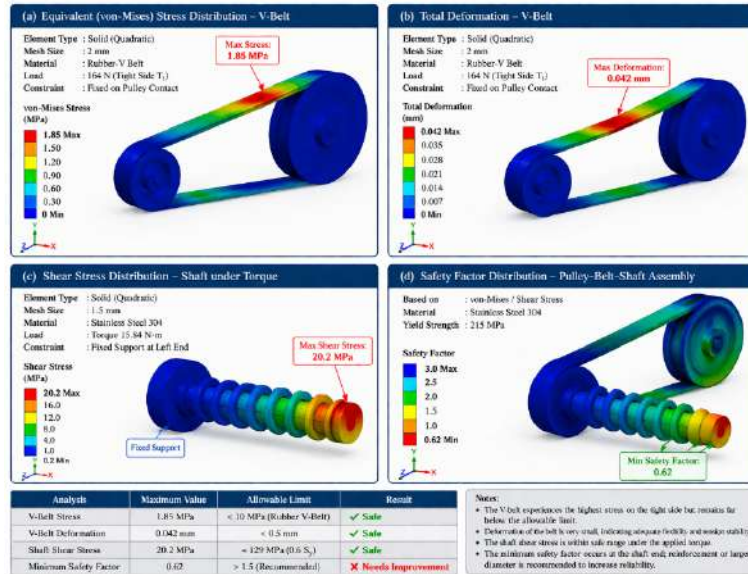 (a) Equivalent (von-Mises) Stress Distribution – V-Belt
Element Type : Solid (Quadratic)
Mesh Size : 2 mm
Material : Rubber-V Belt
Load : 164 N (Tight Side T₁)
Constraint : Fixed on Pulley Contact
Max Stress:
1.85 MPa
von-Mises Stress
(MPa)
1.85 Max
1.50
1.20
0.90
0.60
0.30
0 Min
Y
Z
X
(b) Total Deformation – V-Belt
Element Type : Solid (Quadratic)
Mesh Size : 2 mm
Material : Rubber-V Belt
Load : 164 N (Tight Side T₁)
Constraint : Fixed on Pulley Contact
Max Deformation:
0.042 mm
Total Deformation
(mm)
0.042 Max
0.035
0.028
0.021
0.014
0.007
0 Min
Y
Z
X
(c) Shear Stress Distribution – Shaft under Torque
Element Type : Solid (Quadratic)
Mesh Size : 1.5 mm
Material : Stainless Steel 304
Load : Torque 15.84 N-m
Constraint : Fixed Support at Left End
Max Shear Stress:
20.2 MPa
Shear Stress
(MPa)
20.2 Max
16.0
12.0
8.0
4.0
1.0
0.2 Min
Fixed Support
Y
Z
X
(d) Safety Factor Distribution – Pulley-Belt-Shaft Assembly
Based on : von-Mises / Shear Stress
Material : Stainless Steel 304
Yield Strength : 215 MPa
Safety Factor
3.0 Max
2.5
2.0
1.5
1.0
0.62 Min
Min Safety Factor:
0.62
Y
Z
X
Analysis Maximum Value Allowable Limit Result
V-Belt Stress 1.85 MPa < 10 MPa (Rubber V-Belt) ✓ Safe
V-Belt Deformation 0.042 mm < 0.5 mm ✓ Safe
Shaft Shear Stress 20.2 MPa ≈ 129 MPa (0.6 Sy) ✓ Safe
Minimum Safety Factor 0.62 > 1.5 (Recommended) ✗ Needs Improvement
Notes:
• The V-belt experiences the highest stress on the tight side but remains far
below the allowable limit.
• Deformation of the belt is very small, indicating adequate flexibility and tension stability.
• The shaft shear stress is within safe range under the applied torque.
• The minimum safety factor occurs at the shaft end; reinforcement or larger
diameter is recommended to increase reliability.